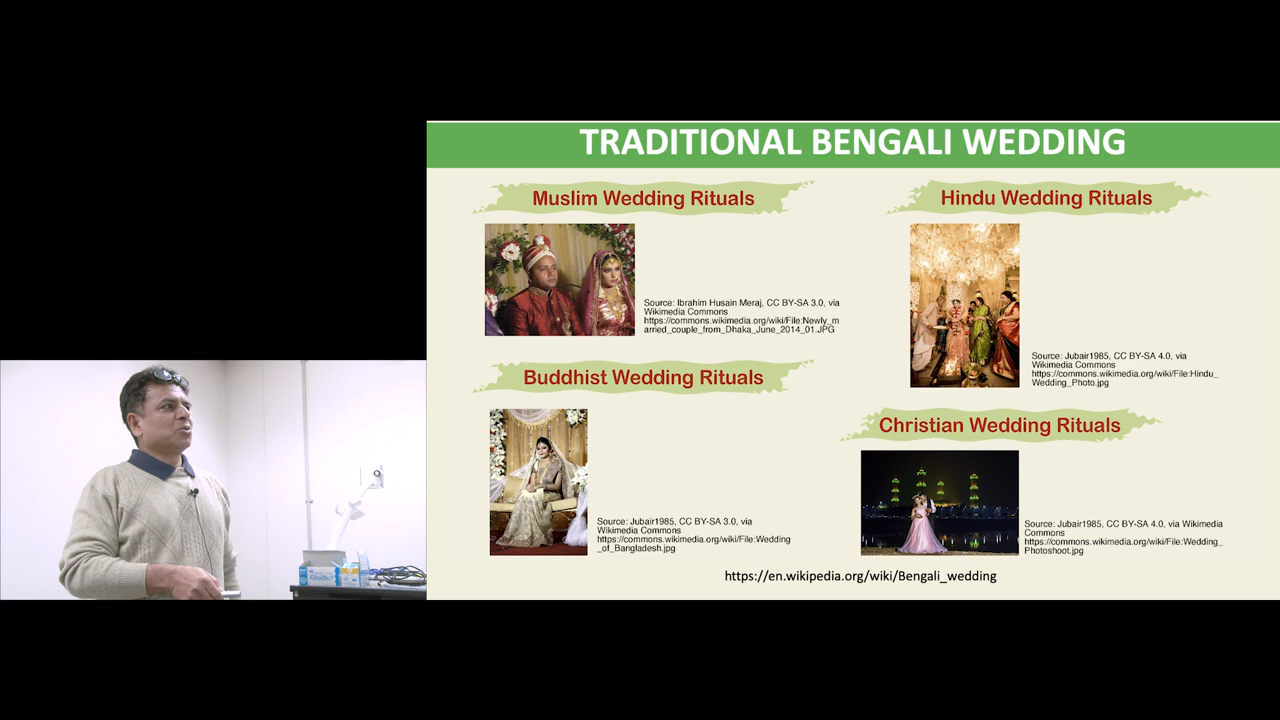 TRADITIONAL BENGALI WEDDING
Muslim Wedding Rituals
Source: Ibrahim Husain Meraj, CC BY-SA 3.0, via
Wikimedia Commons
https://commons.wikimedia.org/wiki/File:Newly_m
arried_couple_from_Dhaka_June_2014_01.JPG
Hindu Wedding Rituals
Source: Jubair1985, CC BY-SA 4.0, via
Wikimedia Commons
https://commons.wikimedia.org/wiki/File:Hindu_
Wedding_Photo.jpg
Buddhist Wedding Rituals
Source: Jubair1985, CC BY-SA 3.0, via
Wikimedia Commons
https://commons.wikimedia.org/wiki/File:Wedding
_of_Bangladesh.jpg
Christian Wedding Rituals
Source: Jubair1985, CC BY-SA 4.0, via Wikimedia
Commons
https://commons.wikimedia.org/wiki/File:Wedding_
Photoshoot.jpg
https://en.wikipedia.org/wiki/Bengali_wedding